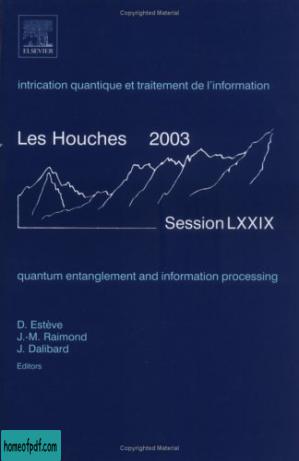 Copyrighted Material
ELSEVIER
intrication quantique et traitement de l'information
Les Houches 2003
Session LXXIX
quantum entanglement and information processing
D. Estève
J.-M. Raimond
J. Dalibard
Editors
homeofpdf.com
Copyrighted Material